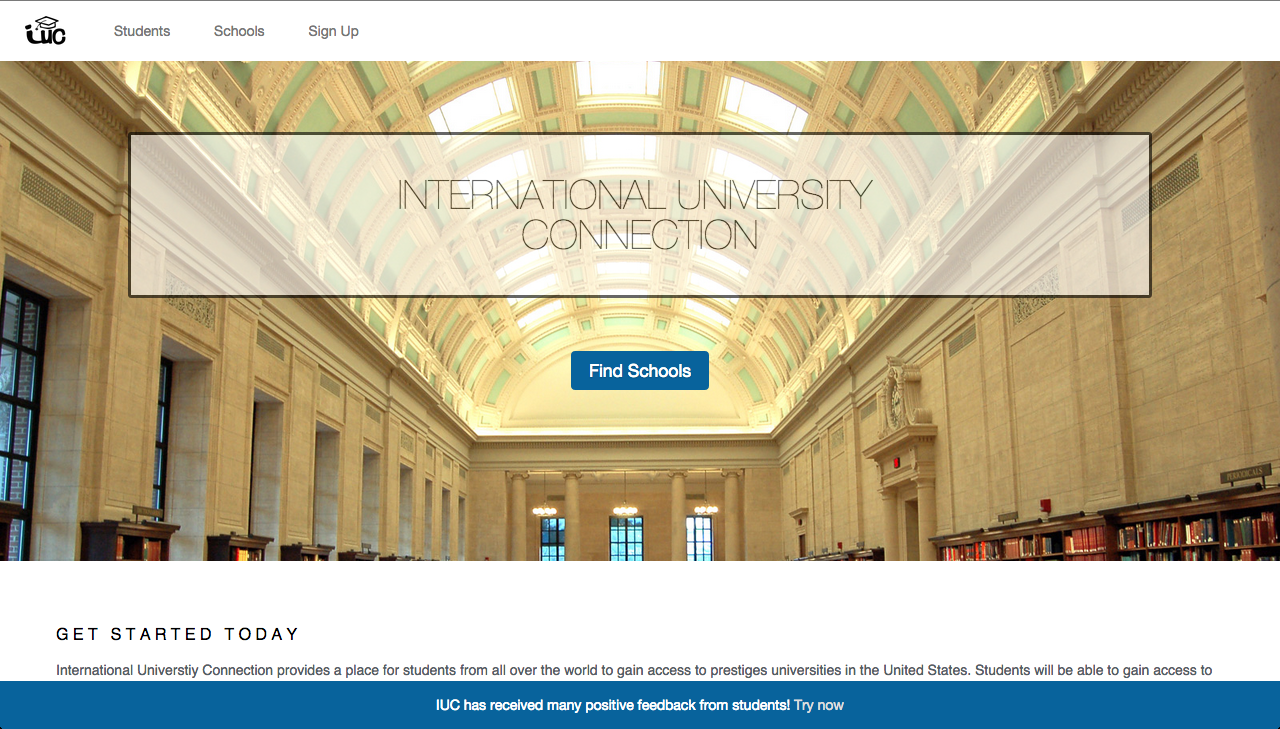 iuc
Students
Schools
Sign Up
INTERNATIONAL UNIVERSITY
CONNECTION
Find Schools
PERIODICALS
GET STARTED TODAY
International Universtiy Connection provides a place for students from all over the world to gain access to prestiges universities in the United States. Students will be able to gain access to
IUC has received many positive feedback from students! Try now